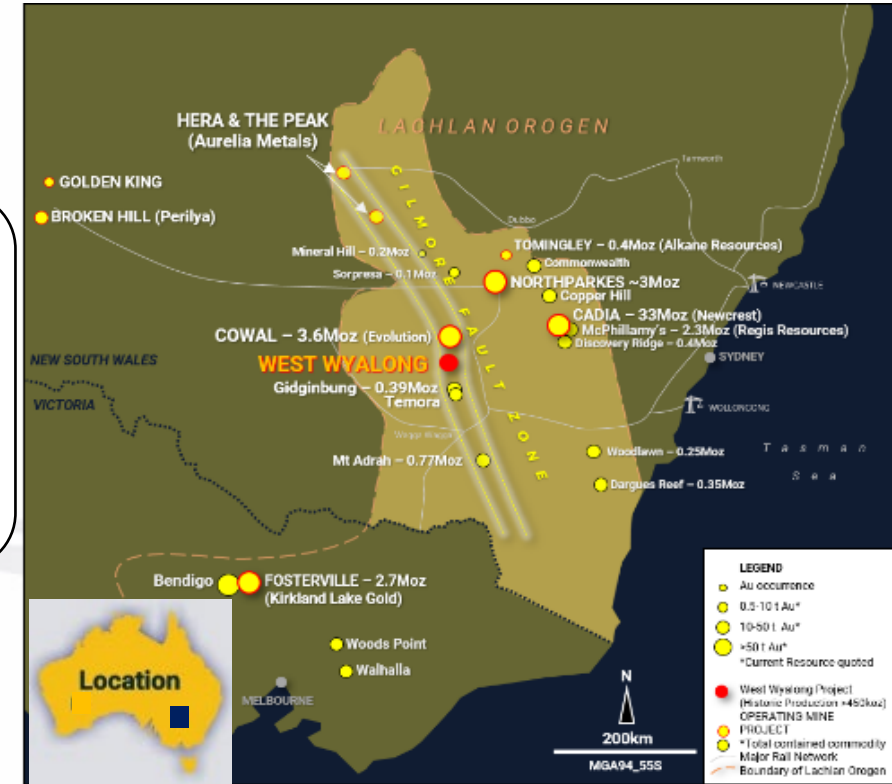 HERA & THE PEAK
(Aurelia Metals)
LACHLAN OROGEN
Tamworth
GOLDEN KING
BROKEN HILL (Perilya)
GILMORE FAULT ZONE
Dubbo
Mineral Hill – 0.2Moz
Sorpresa – 0.1Moz
TOMINGLEY – 0.4Moz (Alkane Resources)
Commonwealth
NORTHPARKES ~3Moz
Copper Hill
NEWCASTLE
CADIA – 33Moz (Newcrest)
McPhillamy's – 2.3Moz (Regis Resources)
Discovery Ridge – 0.4Moz
COWAL – 3.6Moz (Evolution)
WEST WYALONG
SYDNEY
NEW SOUTH WALES
VICTORIA
Gidginbung – 0.39Moz
Temora
WOLLONGONG
Wagga Wagga
Mt Adrah – 0.77Moz
Woodlawn – 0.25Moz
Dargues Reef – 0.35Moz
Tasman
Sea
Bendigo
FOSTERVILLE – 2.7Moz
(Kirkland Lake Gold)
Woods Point
Walhalla
MELBOURNE
Location
N
200km
MGA94_55S
LEGEND
Au occurrence
0.5-10 t Au*
10-50 t Au*
>50 t Au*
*Current Resource quoted
West Wyalong Project
(Historic Production >450koz)
OPERATING MINE
PROJECT
*Total contained commodity
Major Rail Network
Boundary of Lachlan Orogen